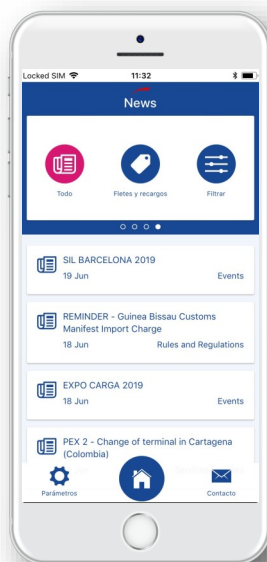 Locked SIM 11:32
News
Todo Fletes y recargos Filtrar
SIL BARCELONA 2019
19 Jun Events
REMINDER - Guinea Bissau Customs
Manifest Import Charge
18 Jun Rules and Regulations
EXPO CARGA 2019
18 Jun Events
PEX 2 - Change of terminal in Cartagena
(Colombia)
Parámetros Contacto